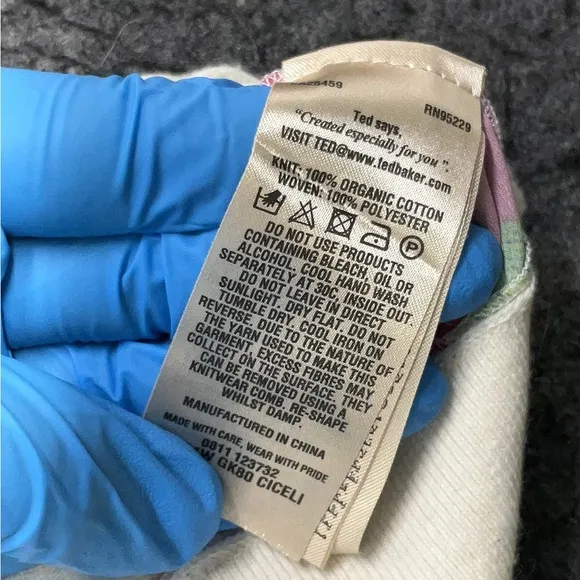 RN95229
Ted says,
"Created especially for you".
VISIT TED@www.tedbaker.com
KNIT: 100% ORGANIC COTTON
WOVEN: 100% POLYESTER
P
DO NOT USE PRODUCTS
CONTAINING BLEACH, OIL OR
ALCOHOL. COOL HAND WASH
SEPARATELY AT 30C. INSIDE OUT.
DO NOT LEAVE IN DIRECT
SUNLIGHT. DRY FLAT. DO NOT
TUMBLE DRY. COOL IRON ON
REVERSE. DUE TO THE NATURE OF
THE YARN USED TO MAKE THIS
GARMENT, EXCESS FIBRES MAY
COLLECT ON THE SURFACE. THEY
CAN BE REMOVED USING A
KNITWEAR COMB. RE-SHAPE
WHILST DAMP.
MANUFACTURED IN CHINA
MADE WITH CARE, WEAR WITH PRIDE
0811 123732
GK80 CICELI